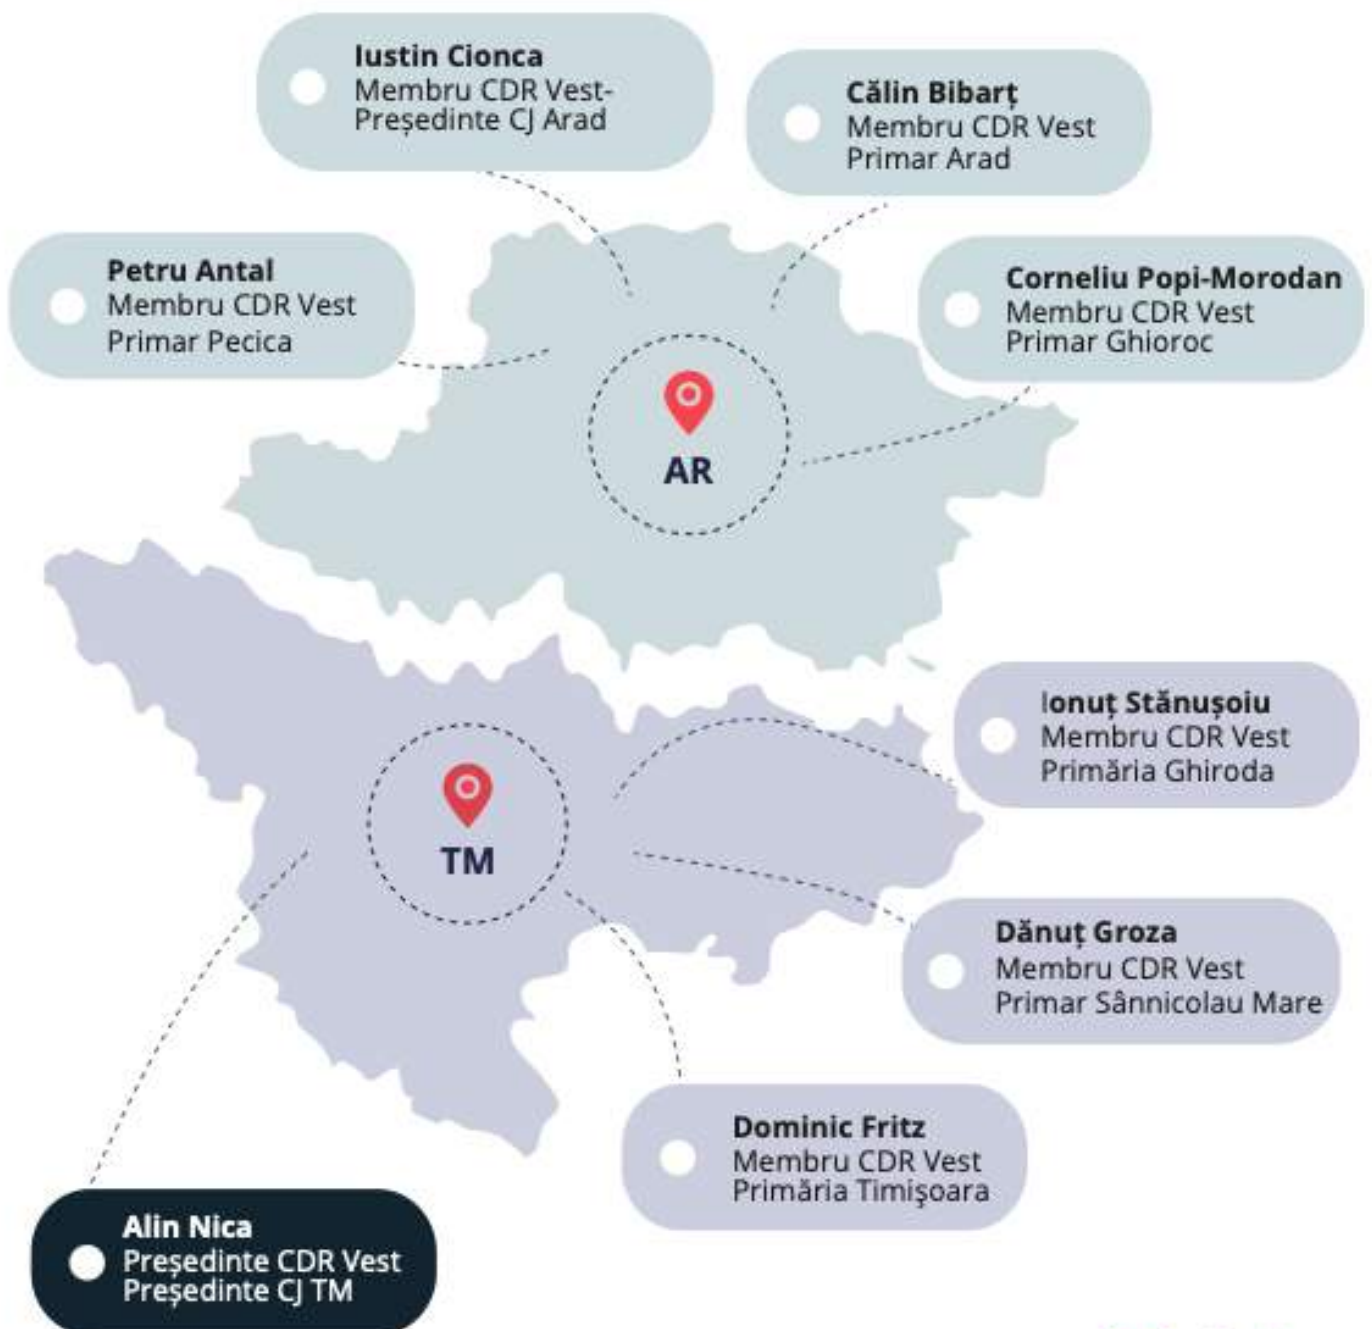 Iustin Cionca
Membru CDR Vest-
Președinte CJ Arad
Călin Bibarț
Membru CDR Vest
Primar Arad
Petru Antal
Membru CDR Vest
Primar Pecica
Corneliu Popi-Morodan
Membru CDR Vest
Primar Ghioroc
AR
Ionuț Stănușoiu
Membru CDR Vest
Primăria Ghiroda
TM
Dănuț Groza
Membru CDR Vest
Primar Sânnicolau Mare
Dominic Fritz
Membru CDR Vest
Primăria Timişoara
Alin Nica
Președinte CDR Vest
Președinte CJ TM